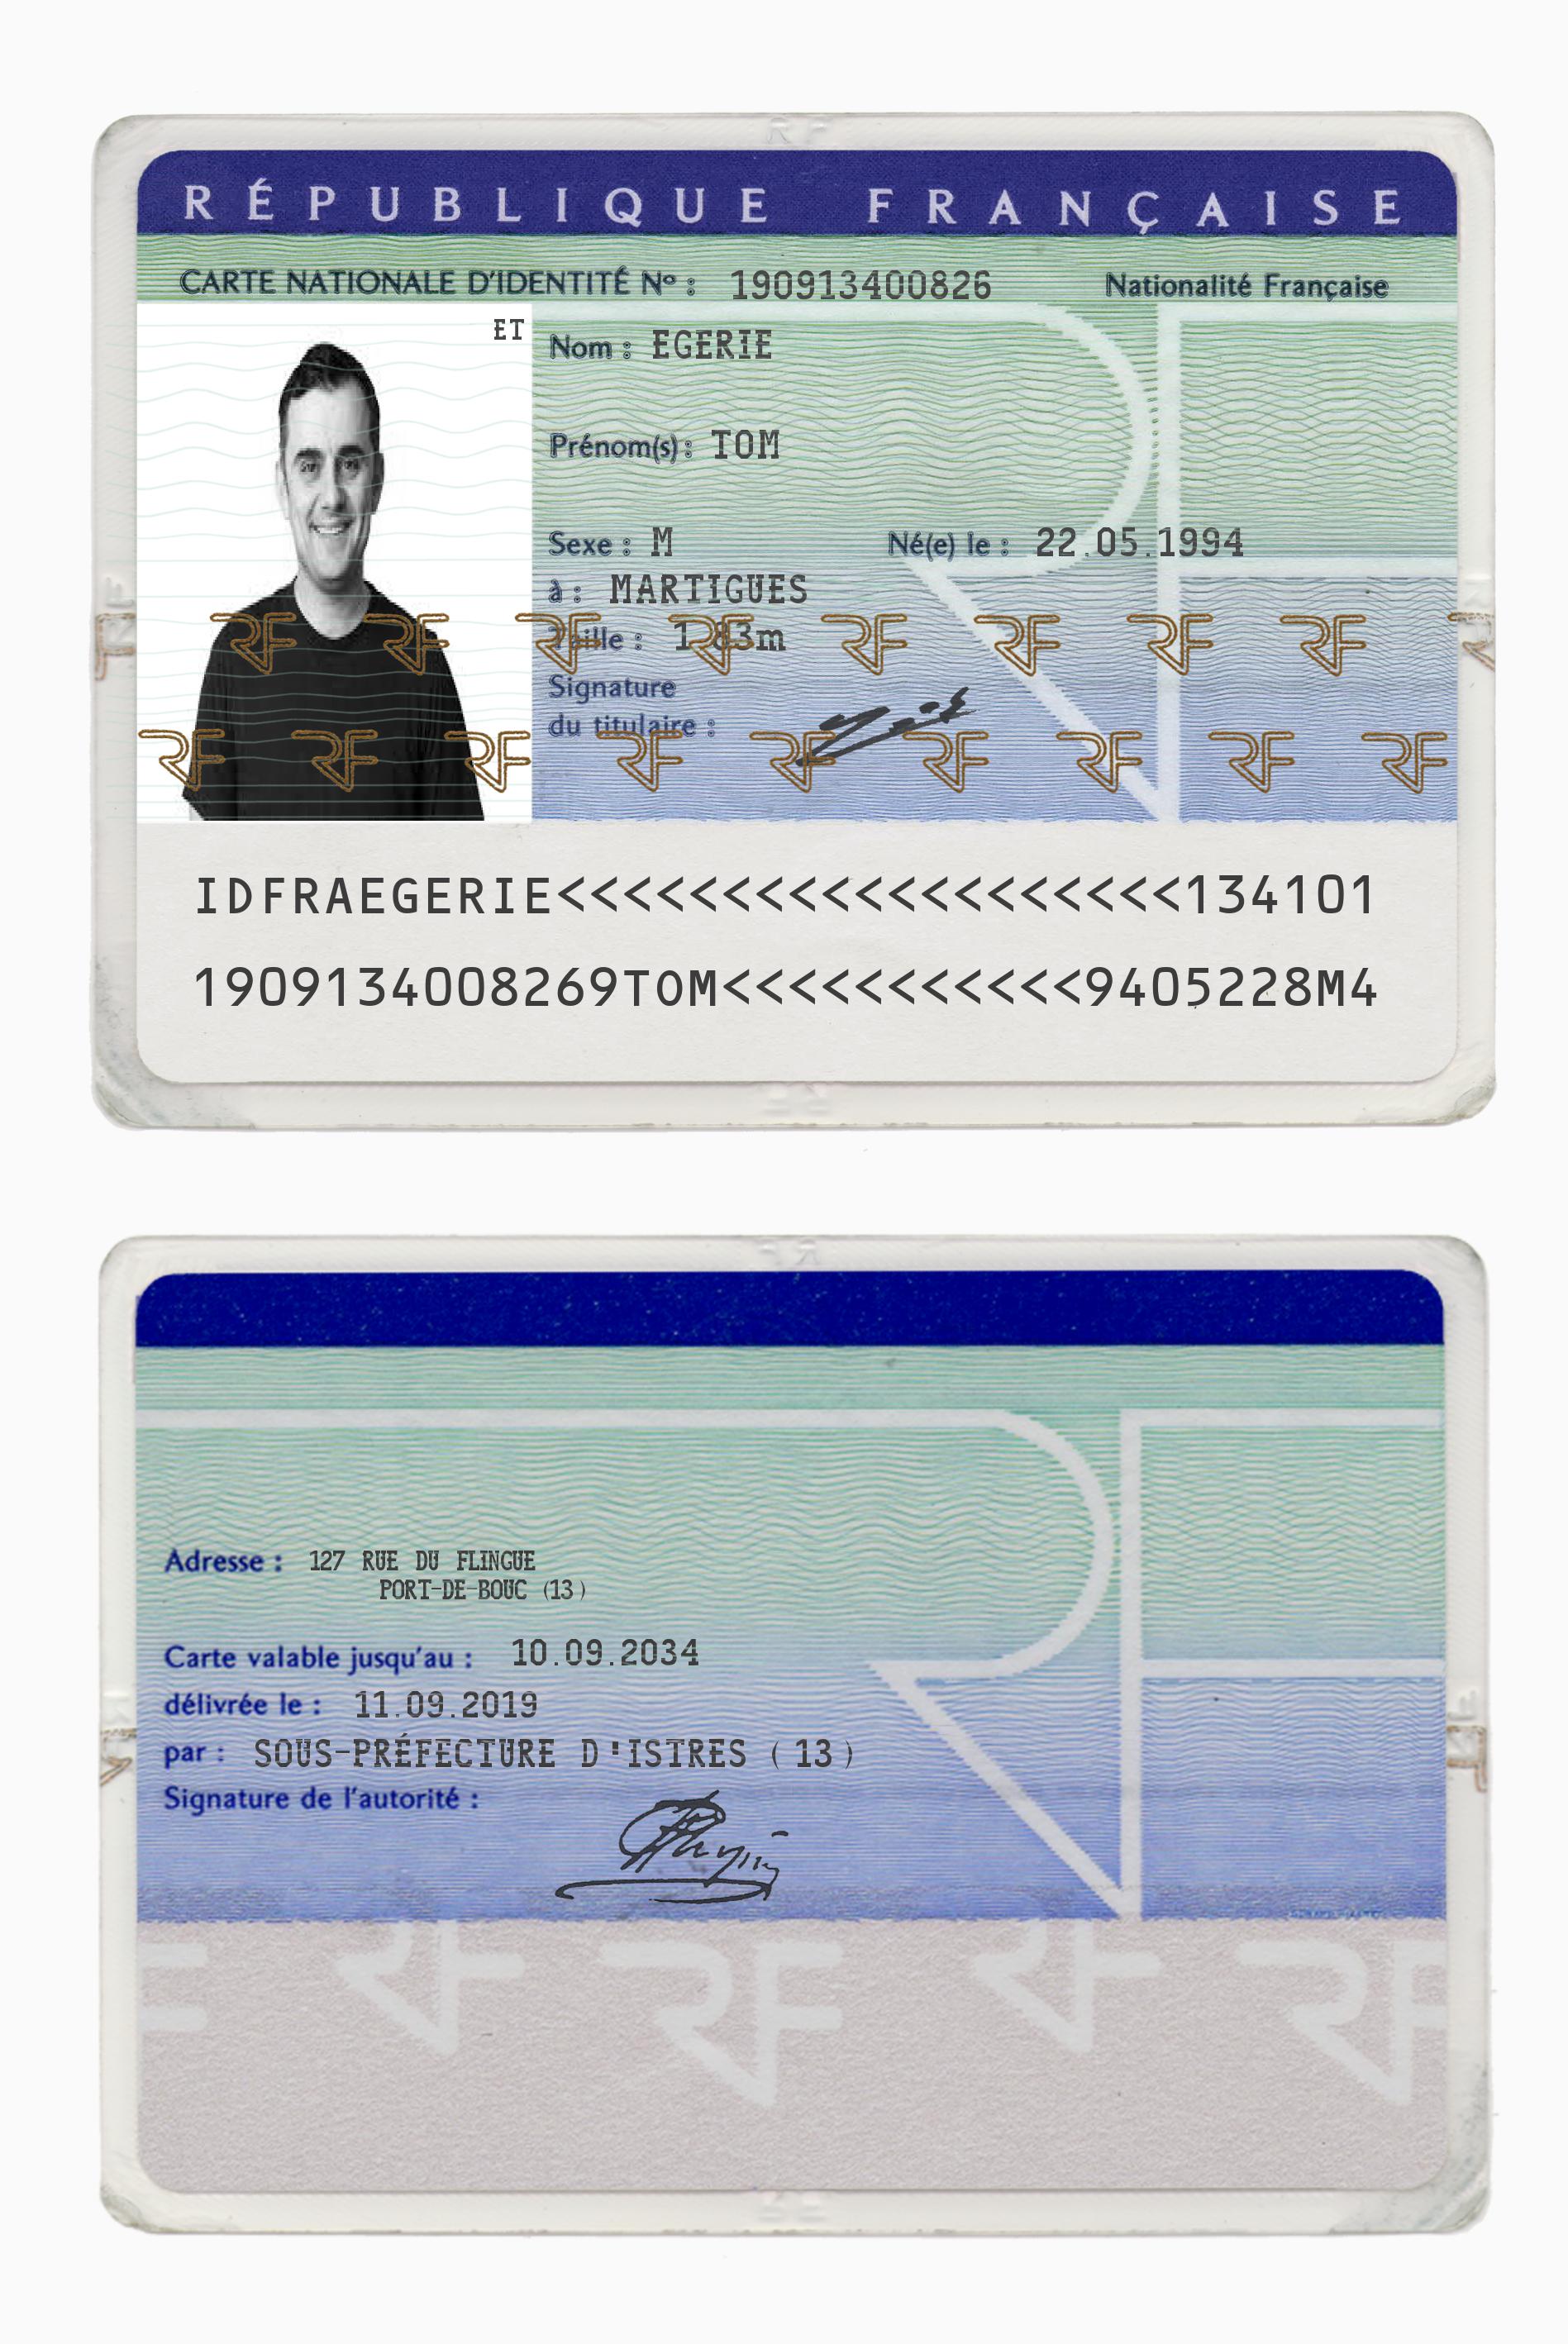 RÉPUBLIQUE FRANÇAISE
CARTE NATIONALE D'IDENTITÉ Nº : 190913400826 Nationalité Française
ET
Nom : EGERIE
Prénom(s) : TOM
Sexe : M Né(e) le : 22.05.1994
à : MARTIGUES
Taille : 1,83m
Signature
du titulaire :
IDFRAEGERIE<<<<<<<<<<<<<<<<<<<134101
1909134008269TOM<<<<<<<<<<<9405228M4
Adresse : 127 RUE DU FLINGUE
PORT-DE-BOUC (13)
Carte valable jusqu'au : 10.09.2034
délivrée le : 11.09.2019
par : SOUS-PRÉFECTURE D'ISTRES (13)
Signature de l'autorité :